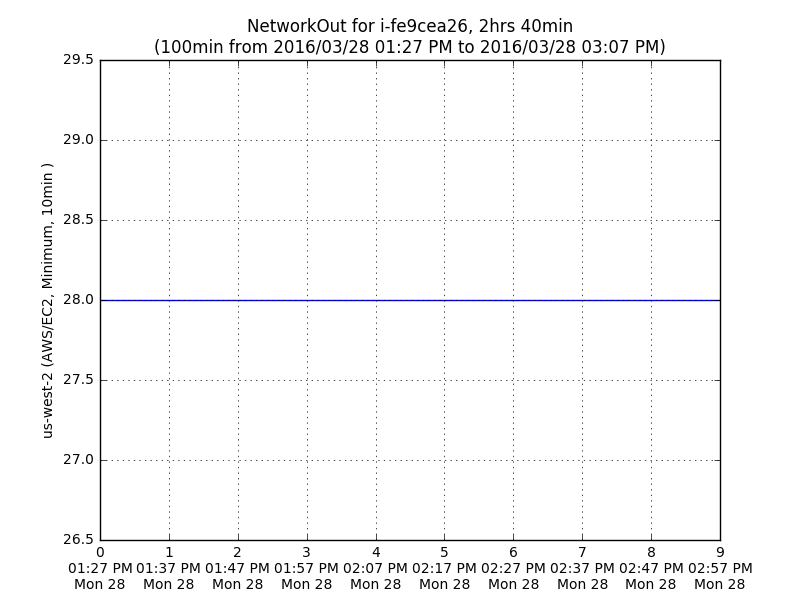 NetworkOut for i-fe9cea26, 2hrs 40min
(100min from 2016/03/28 01:27 PM to 2016/03/28 03:07 PM)
us-west-2 (AWS/EC2, Minimum, 10min )
29.5
29.0
28.5
28.0
27.5
27.0
26.5
0 1 2 3 4 5 6 7 8 9
01:27 PM 01:37 PM 01:47 PM 01:57 PM 02:07 PM 02:17 PM 02:27 PM 02:37 PM 02:47 PM 02:57 PM
Mon 28 Mon 28 Mon 28 Mon 28 Mon 28 Mon 28 Mon 28 Mon 28 Mon 28 Mon 28